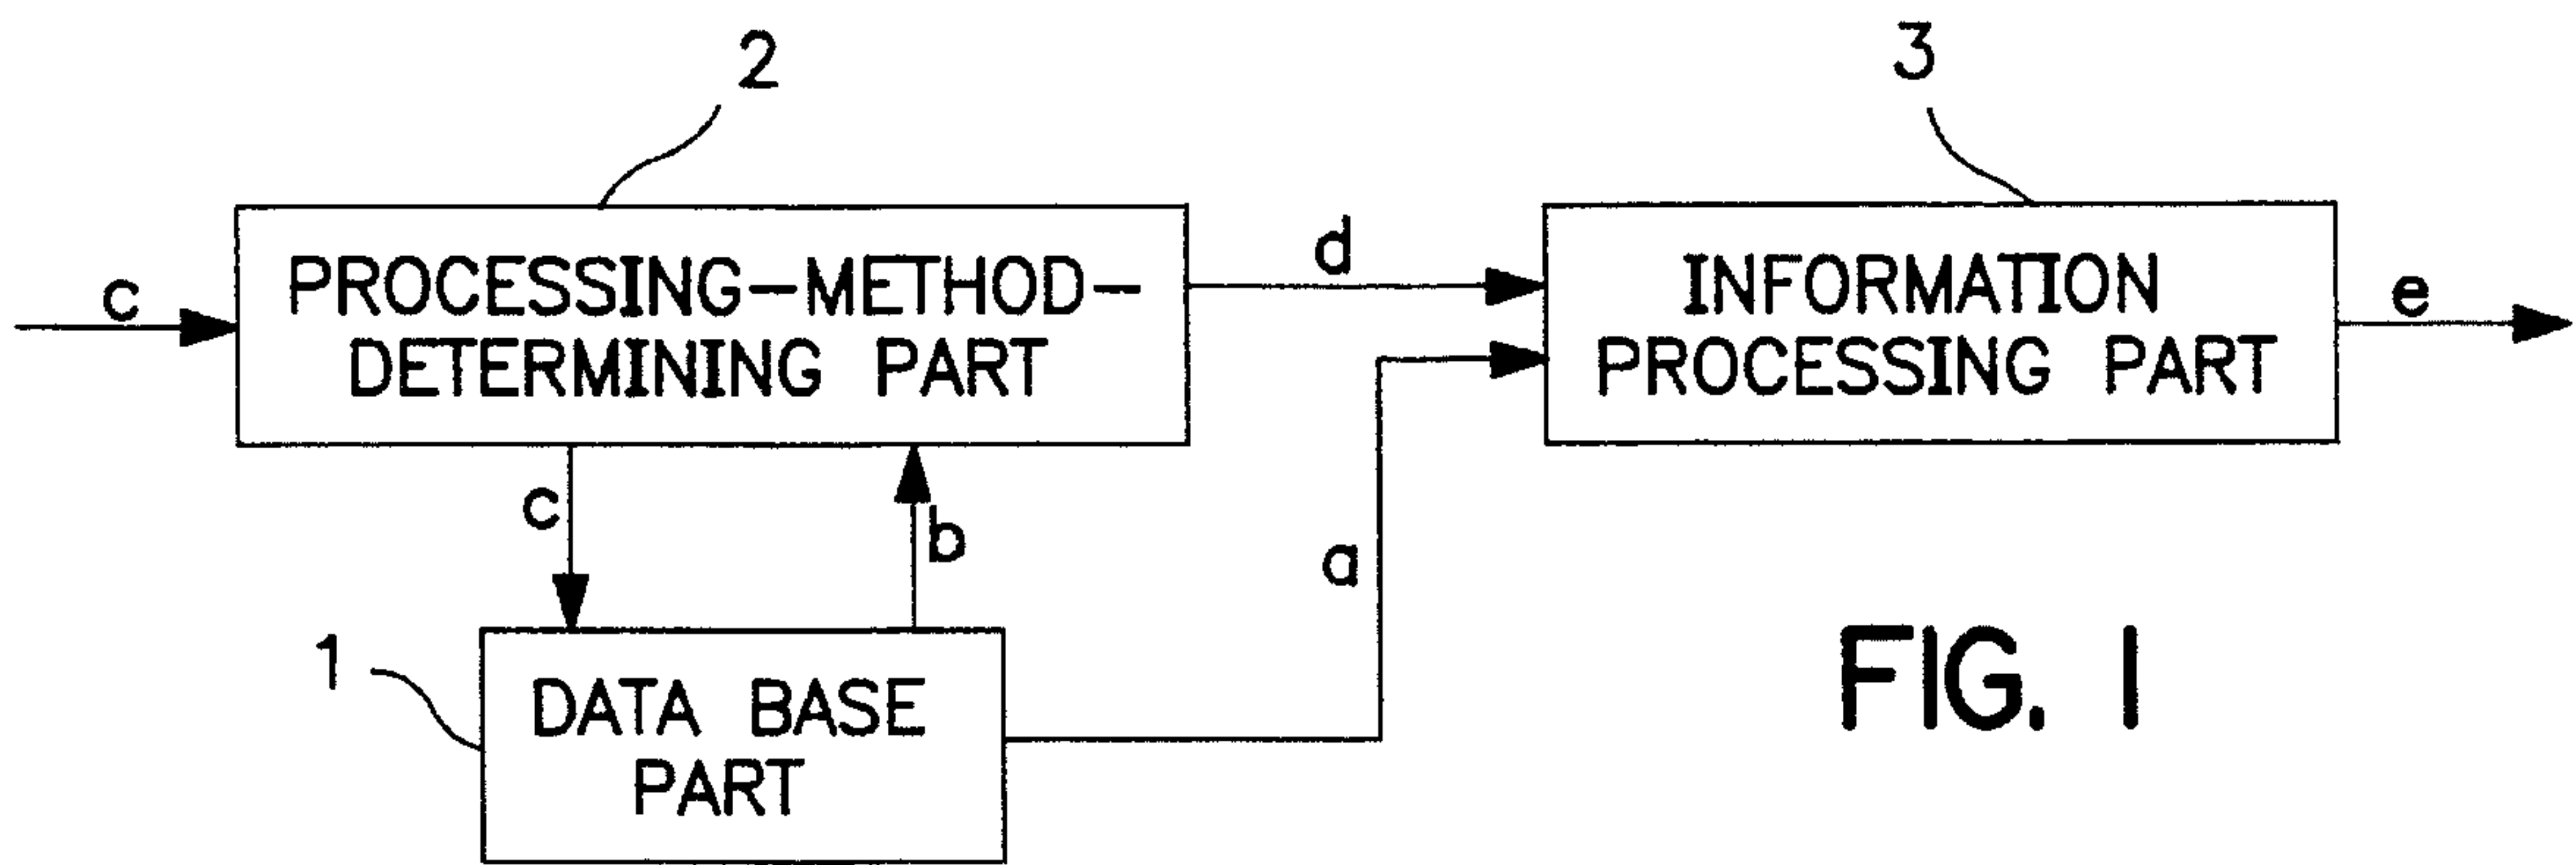 2
3
c
PROCESSING-METHOD-
DETERMINING PART
d
INFORMATION
PROCESSING PART
e
c
b
a
1
DATA BASE
PART
FIG. 1